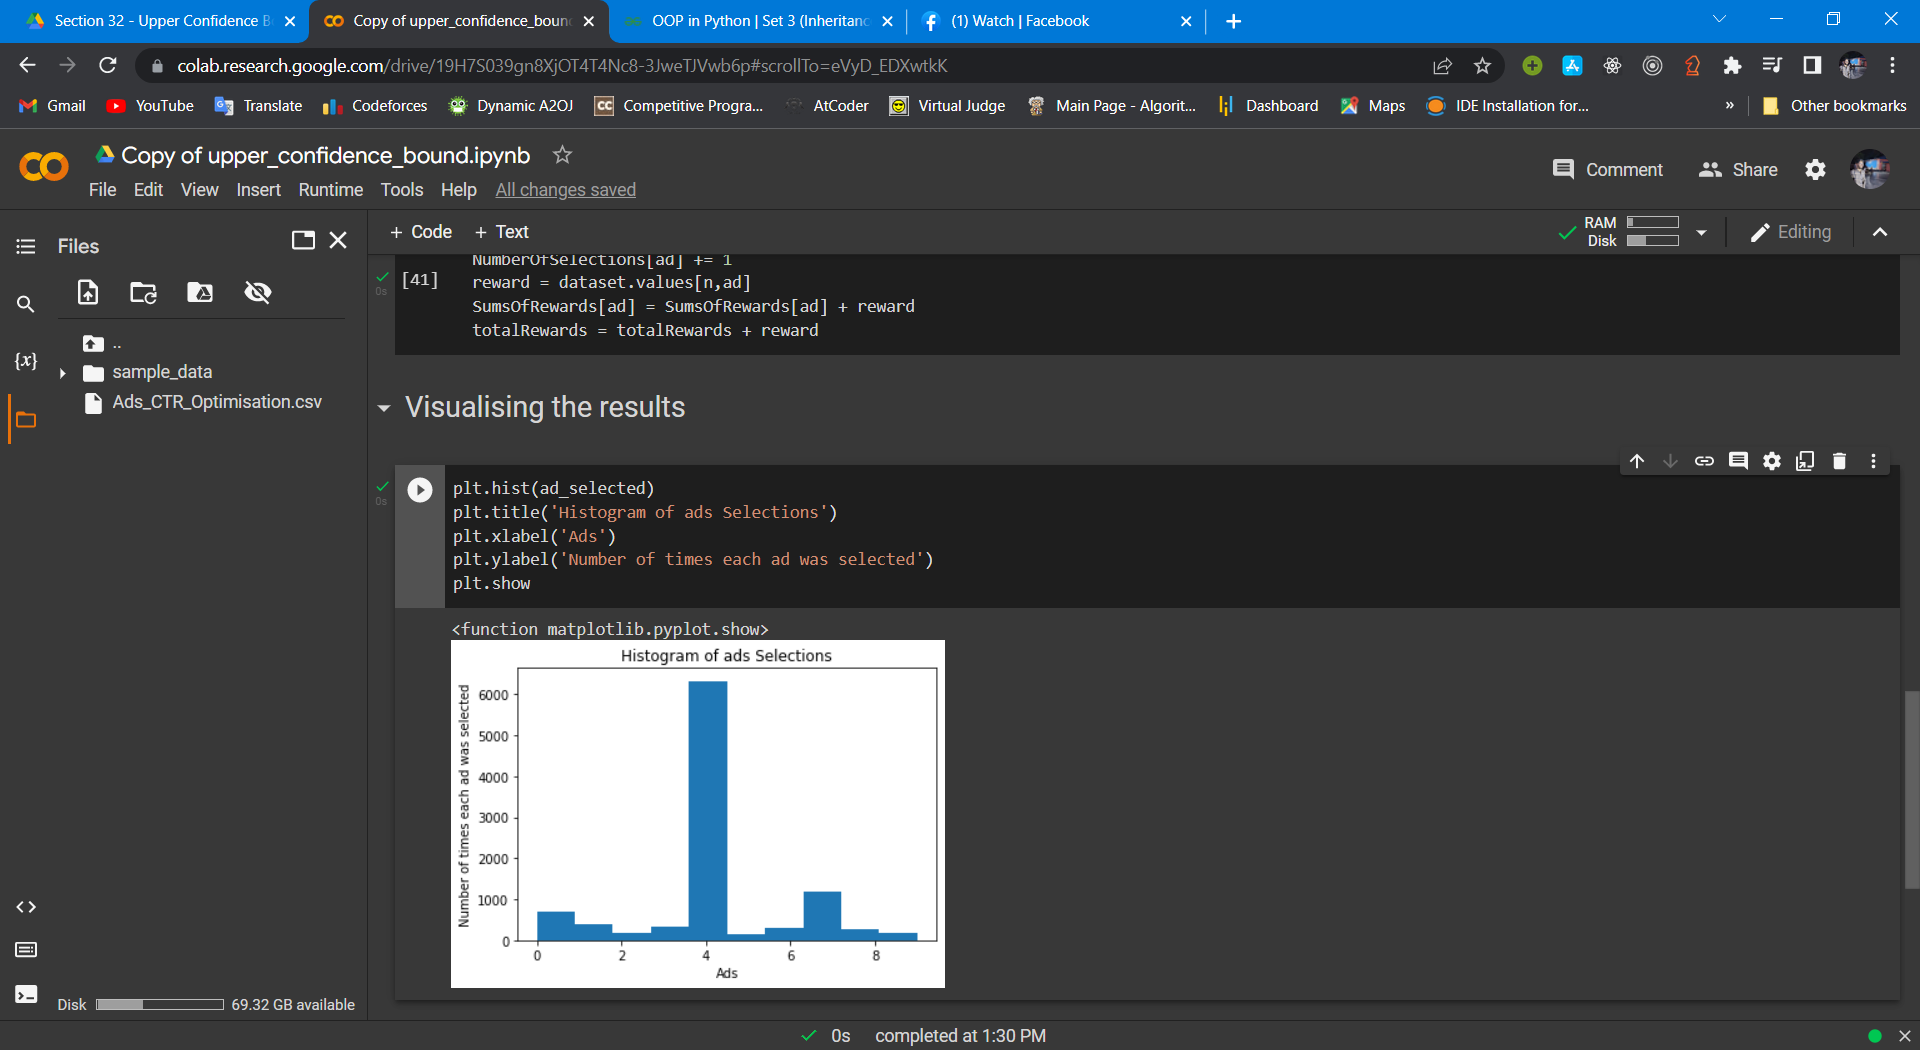 Section 32 - Upper Confidence Bo
Copy of upper_confidence_bound
OOP in Python | Set 3 (Inheritanc
(1) Watch | Facebook
colab.research.google.com/drive/19H7S039gn8XjOT4T4Nc8-3JweTJVwb6p#scrollTo=eVyD_EDXwtkK
Gmail
YouTube
Translate
Codeforces
Dynamic A2OJ
CC
Competitive Progra...
AtCoder
Virtual Judge
Main Page - Algorit...
Dashboard
Maps
IDE Installation for...
»
Other bookmarks
Copy of upper_confidence_bound.ipynb
Comment
Share
File Edit View Insert Runtime Tools Help All changes saved
Files
+ Code + Text
RAM
Disk
Editing
{x}
..
sample_data
Ads_CTR_Optimisation.csv
[41]
0s
NumberOfSelections[ad] += 1
reward = dataset.values[n,ad]
SumsOfRewards[ad] = SumsOfRewards[ad] + reward
totalRewards = totalRewards + reward
Visualising the results
0s
plt.hist(ad_selected)
plt.title('Histogram of ads Selections')
plt.xlabel('Ads')
plt.ylabel('Number of times each ad was selected')
plt.show
<function matplotlib.pyplot.show>
Histogram of ads Selections
Number of times each ad was selected
6000
5000
4000
3000
2000
1000
0
0 2 4 6 8
Ads
Disk 69.32 GB available
0s completed at 1:30 PM